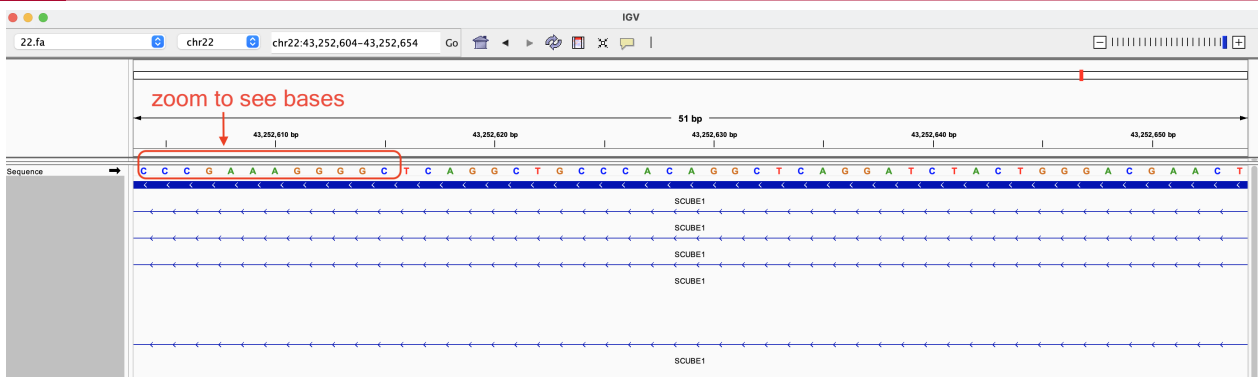 IGV
22.fa chr22 chr22:43,252,604-43,252,654 Go
zoom to see bases
51 bp
43,252,610 bp 43,252,620 bp 43,252,630 bp 43,252,640 bp 43,252,650 bp
Sequence C C C G A A A G G G G C T C A G G C T G C C C A C A G G C T C A G G A T C T A C T G G G A C G A A C T
SCUBE1
SCUBE1
SCUBE1
SCUBE1
SCUBE1